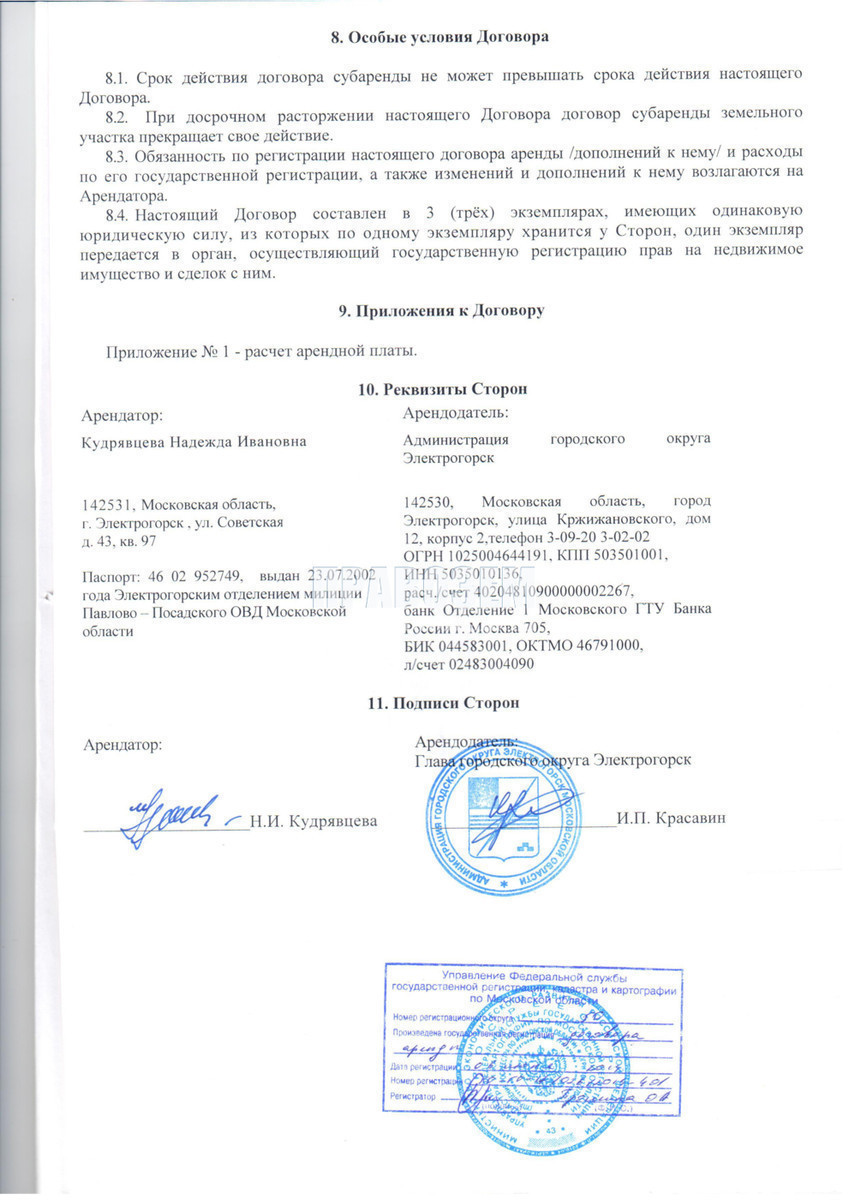 8. Особые условия Договора
8.1. Срок действия договора субаренды не может превышать срока действия настоящего
Договора.
8.2. При досрочном расторжении настоящего Договора договор субаренды земельного
участка прекращает свое действие.
8.3. Обязанность по регистрации настоящего договора аренды /дополнений к нему/ и расходы
по его государственной регистрации, а также изменений и дополнений к нему возлагаются на
Арендатора.
8.4. Настоящий Договор составлен в 3 (трёх) экземплярах, имеющих одинаковую
юридическую силу, из которых по одному экземпляру хранится у Сторон, один экземпляр
передается в орган, осуществляющий государственную регистрацию прав на недвижимое
имущество и сделок с ним.
9. Приложения к Договору
Приложение № 1 - расчет арендной платы.
10. Реквизиты Сторон
Арендатор:
Кудрявцева Надежда Ивановна
142531, Московская область,
г. Электрогорск , ул. Советская
д. 43, кв. 97
Паспорт: 46 02 952749, выдан 23.07.2002
года Электрогорским отделением милиции
Павлово – Посадского ОВД Московской
области
Арендодатель:
Администрация городского округа
Электрогорск
142530, Московская область, город
Электрогорск, улица Кржижановского, дом
12, корпус 2,телефон 3-09-20 3-02-02
ОГРН 1025004644191, КПП 503501001,
ИНН 5035010136,
расч./счет 40204810900000002267,
банк Отделение 1 Московского ГТУ Банка
России г. Москва 705,
БИК 044583001, ОКТМО 46791000,
л/счет 02483004090
11. Подписи Сторон
Арендатор:
Н.И. Кудрявцева
Арендодатель:
Глава городского округа Электрогорск
И.П. Красавин
АДМИНИСТРАЦИЯ ГОРОДСКОГО ОКРУГА ЭЛЕКТРОГОРСК МОСКОВСКОЙ ОБЛАСТИ
Управление Федеральной службы
государственной регистрации, кадастра и картографии
по Московской области
Номер регистрационного округа
Произведена государственная регистрация договора
аренды
Дата регистрации
Номер регистрации
Регистратор